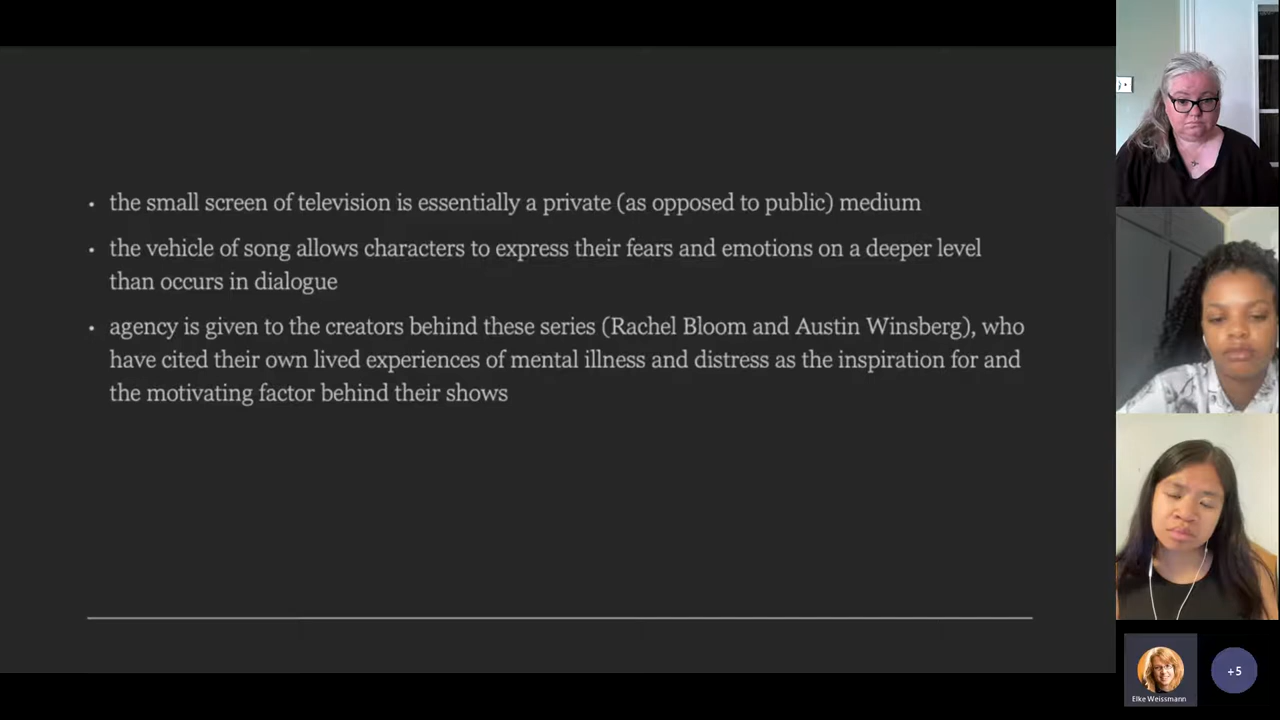 • the small screen of television is essentially a private (as opposed to public) medium
• the vehicle of song allows characters to express their fears and emotions on a deeper level
than occurs in dialogue
• agency is given to the creators behind these series (Rachel Bloom and Austin Winsberg), who
have cited their own lived experiences of mental illness and distress as the inspiration for and
the motivating factor behind their shows
Elke Weissmann
+5